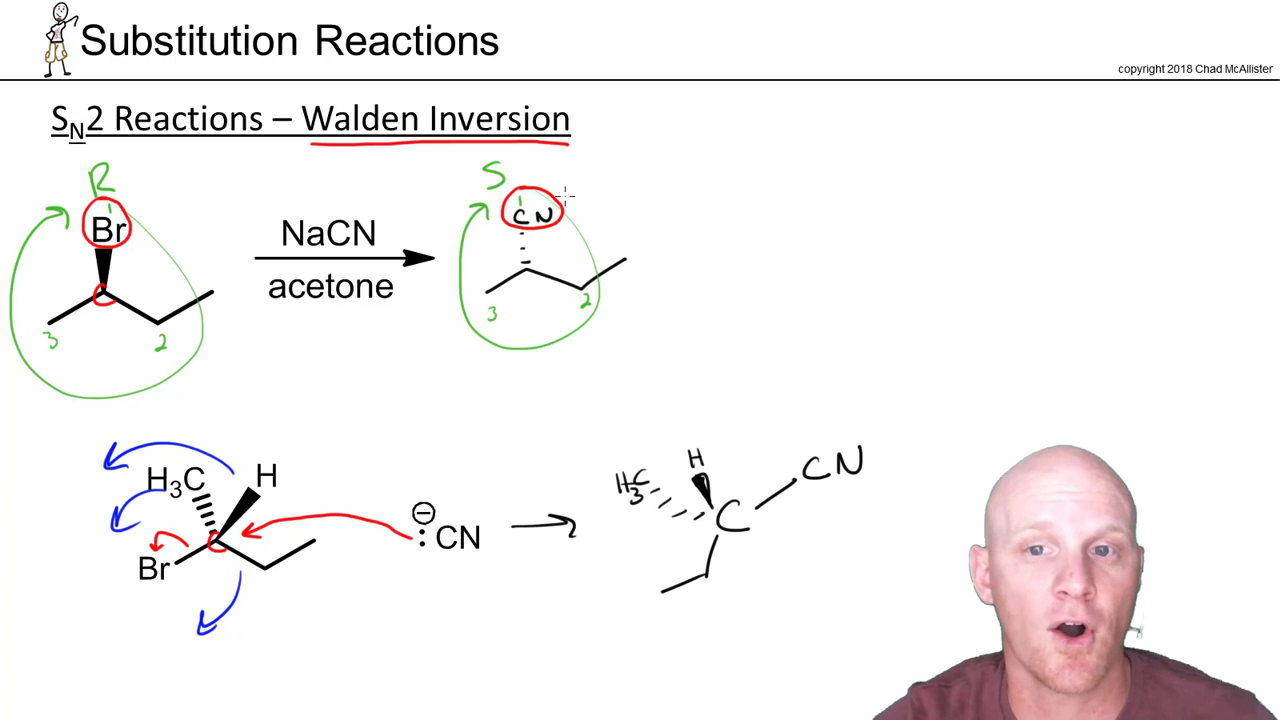 Substitution Reactions
copyright 2018 Chad McAllister
SN2 Reactions – Walden Inversion
R
Br
3
2
NaCN
acetone
S
CN
3
2
H3C
H
Br
C
⊖
:CN
H3C
H
C
CN